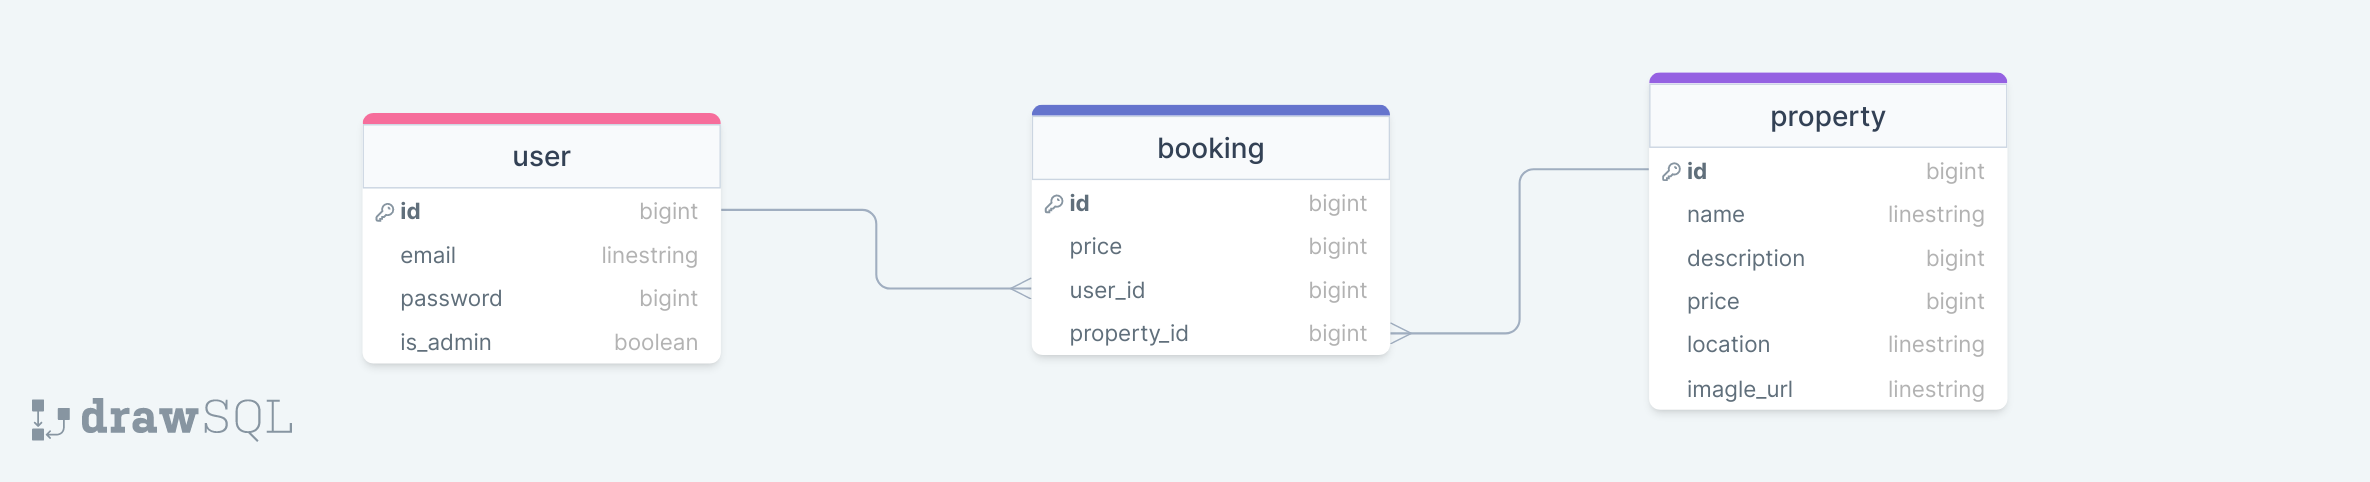 user
id bigint
email linestring
password bigint
is_admin boolean
booking
id bigint
price bigint
user_id bigint
property_id bigint
property
id bigint
name linestring
description bigint
price bigint
location linestring
imagle_url linestring
drawSQL